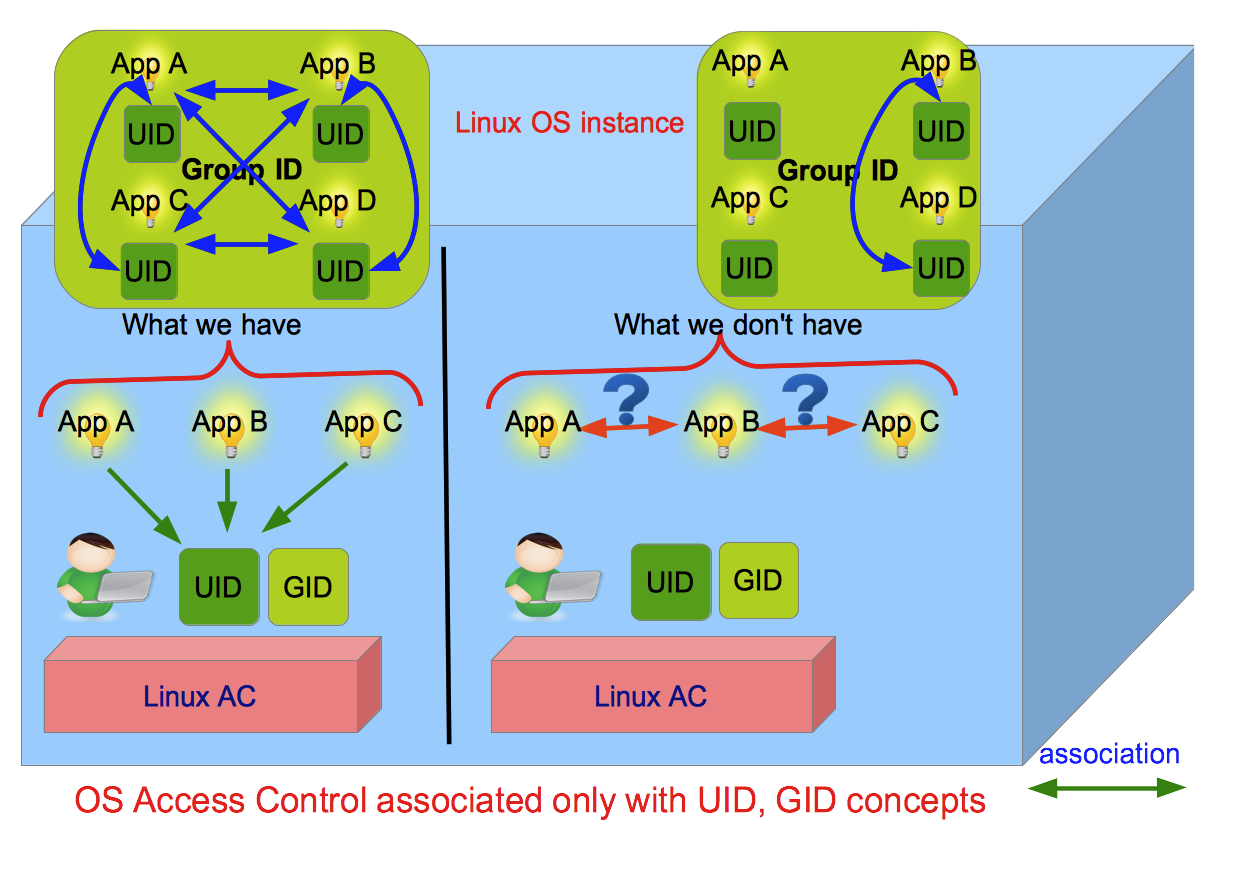 App A
App B
UID
UID
Group ID
App C
App D
UID
UID
Linux OS instance
App A
App B
UID
UID
Group ID
App C
App D
UID
UID
What we have
What we don't have
App A
App B
App C
?
?
App A
App B
App C
UID
GID
UID
GID
Linux AC
Linux AC
association
OS Access Control associated only with UID, GID concepts